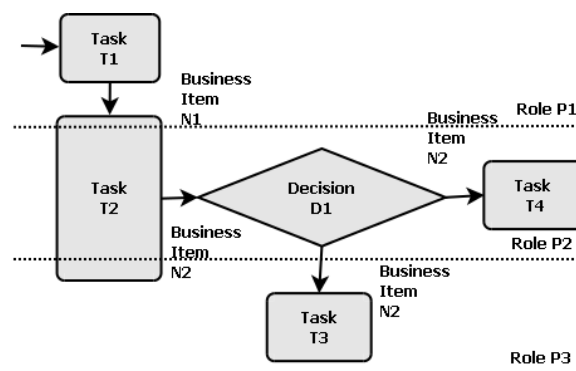 Task
T1
Business
Item
N1
Role P1
Business
Item
N2
Task
T2
Decision
D1
Task
T4
Business
Item
N2
Role P2
Business
Item
N2
Task
T3
Role P3